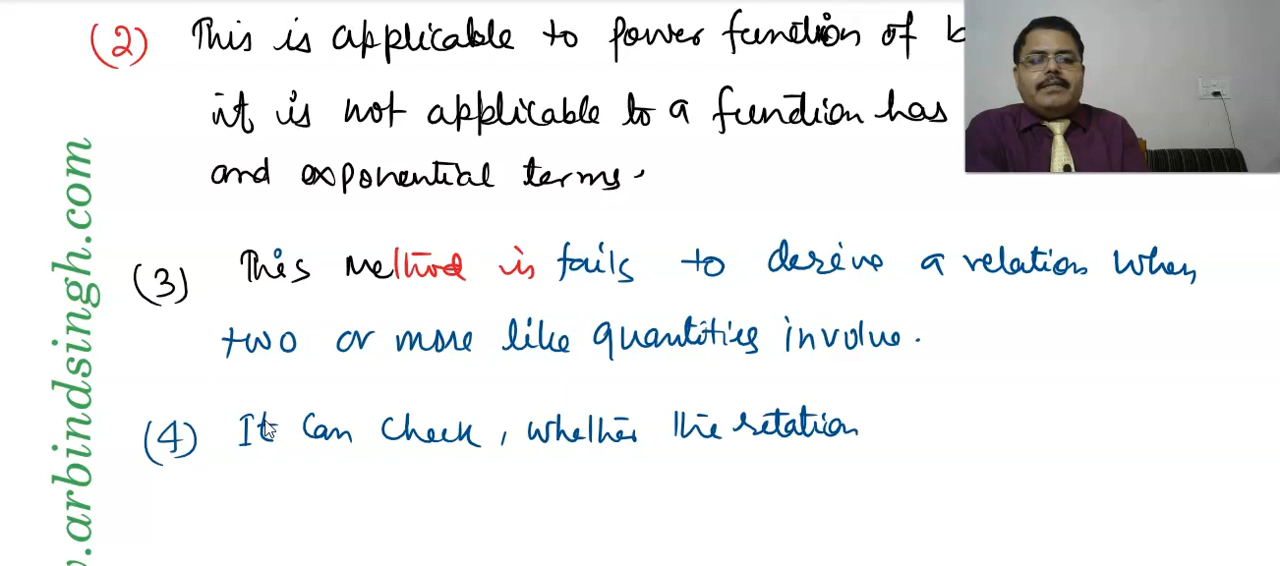 (2) This is applicable to power function of
it is not applicable to a function has
and exponential terms.
(3) This method is fails to derive a relation when
two or more like quantities involve.
(4) It can check, whether the relation
.arbindsingh.com